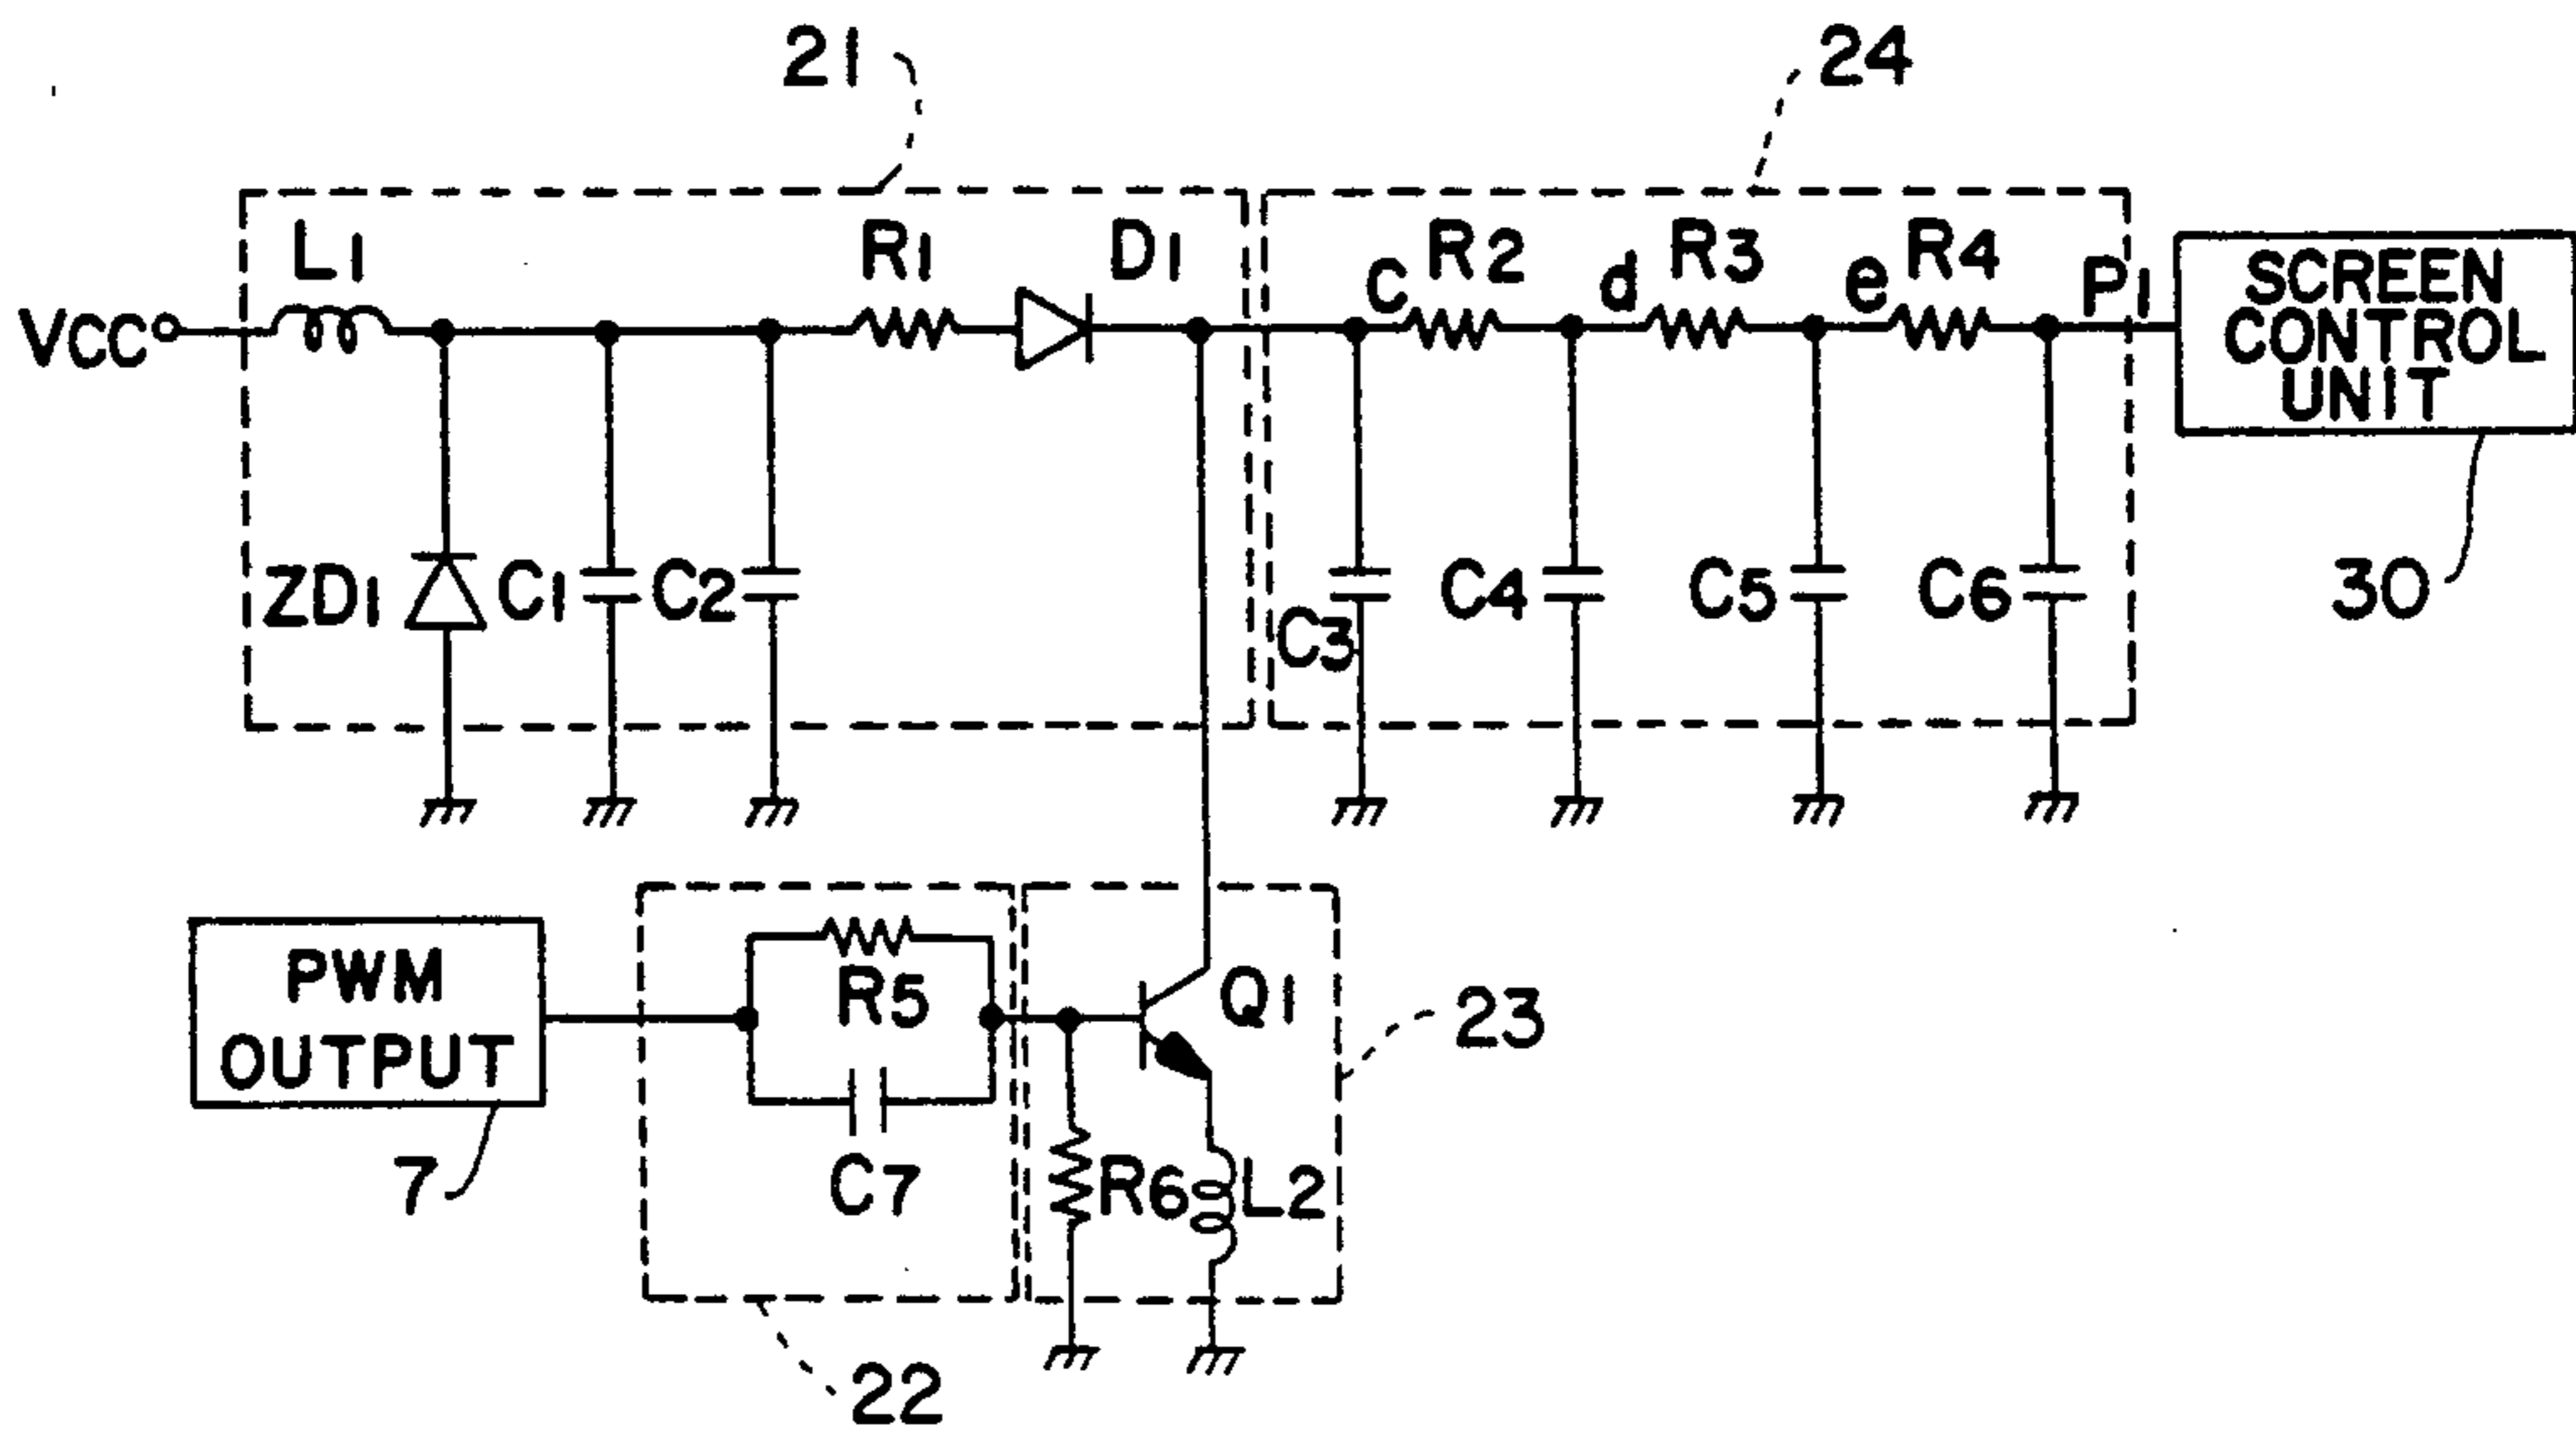 21
24
L1
R1
D1
c
R2
d
R3
e
R4
P1
SCREEN
CONTROL
UNIT
VCC
ZD1
C1
C2
C3
C4
C5
C6
30
PWM
OUTPUT
7
R5
C7
Q1
R6
L2
23
22